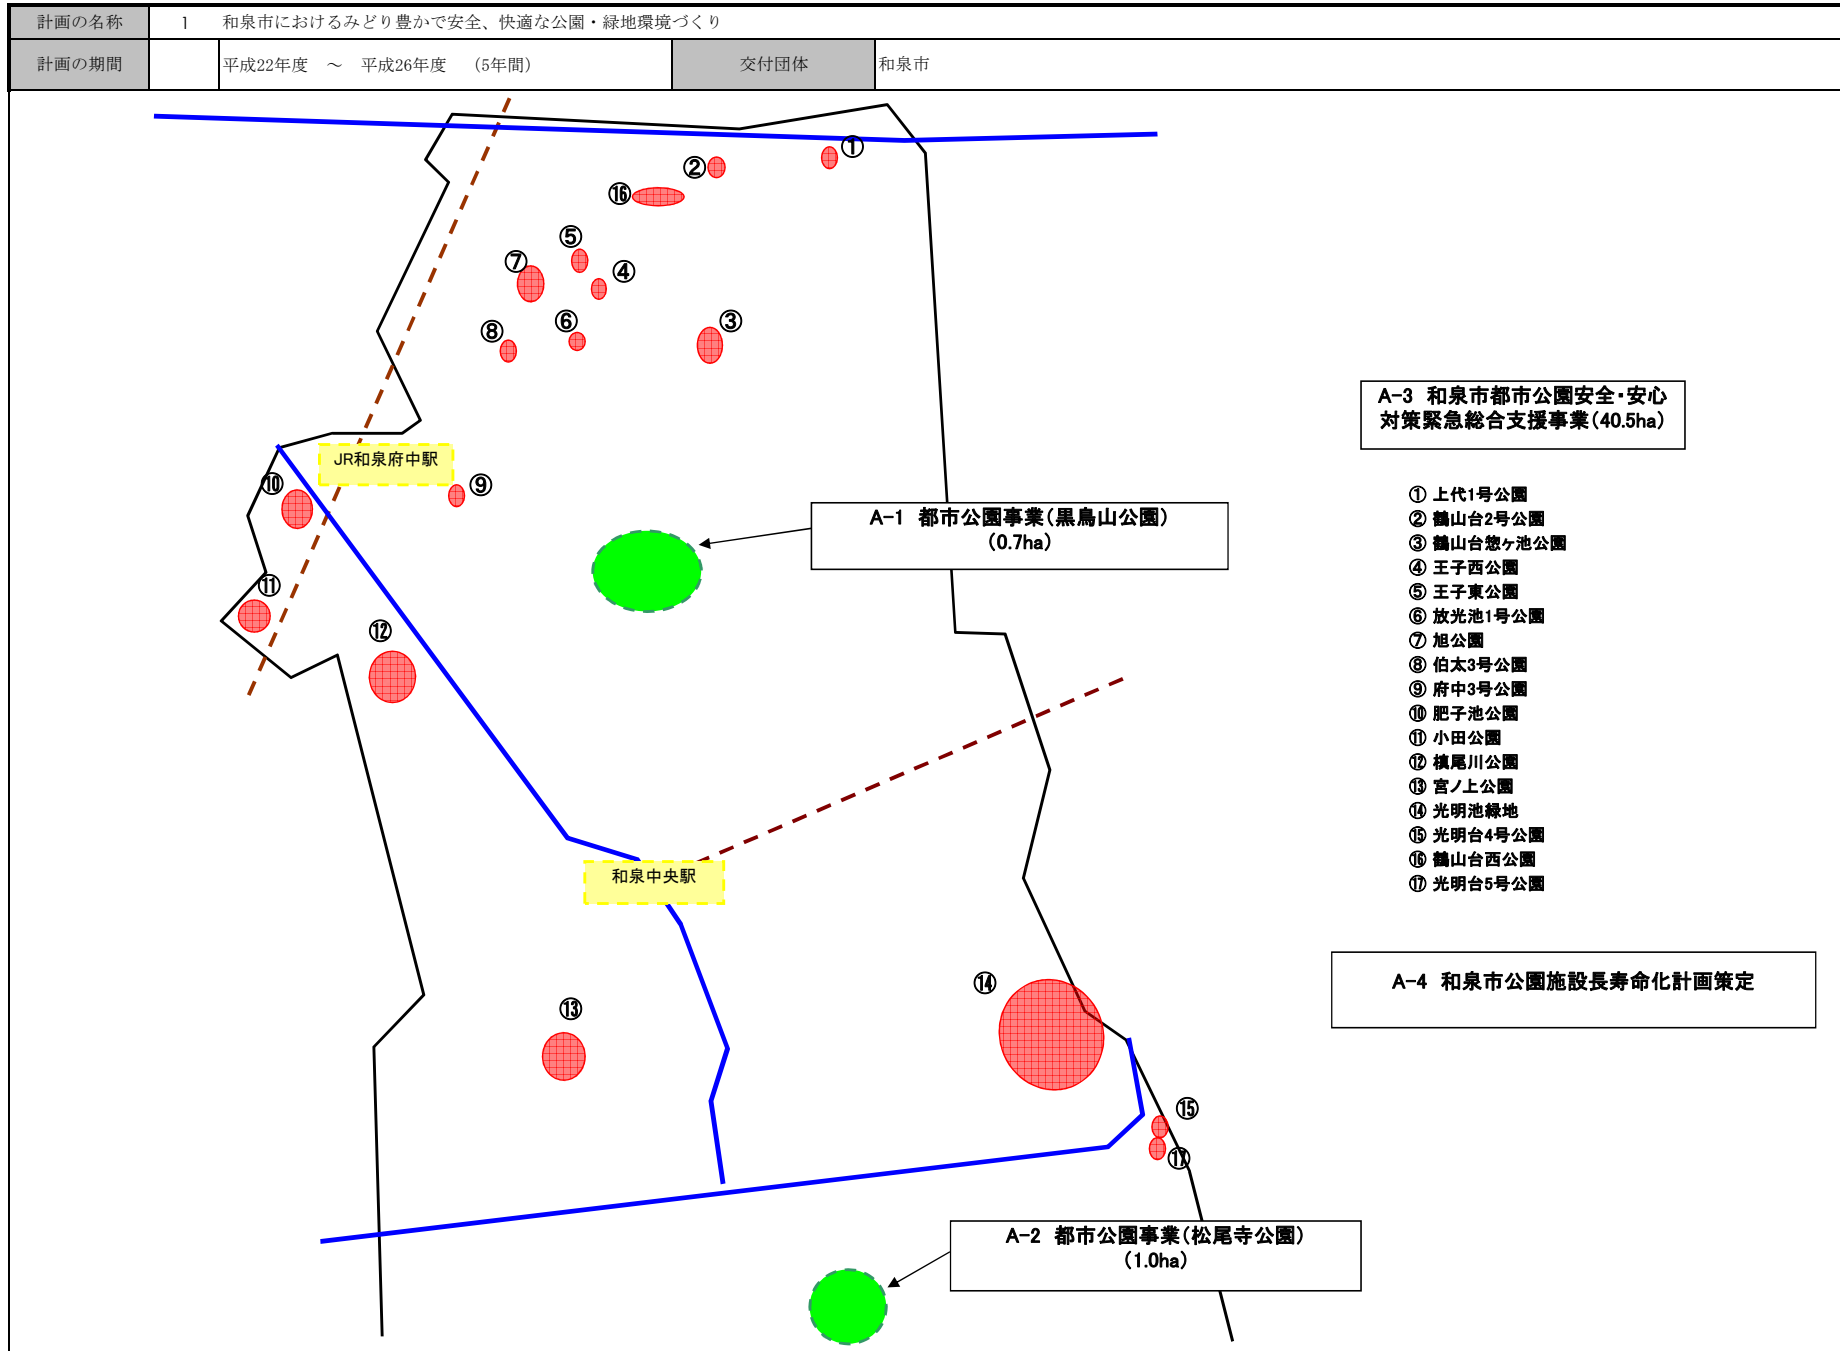 計画の名称 1 和泉市におけるみどり豊かで安全、快適な公園・緑地環境づくり
計画の期間 平成22年度 ～ 平成26年度 （5年間） 交付団体 和泉市
①
②
⑯
⑤
⑦
④
⑧
⑥
③
A-3 和泉市都市公園安全・安心
対策緊急総合支援事業（40.5ha）
JR和泉府中駅
⑩
⑨
① 上代1号公園
② 鶴山台2号公園
③ 鶴山台惣ヶ池公園
④ 王子西公園
⑤ 王子東公園
⑥ 放光池1号公園
⑦ 旭公園
⑧ 伯太3号公園
⑨ 府中3号公園
⑩ 肥子池公園
⑪ 小田公園
⑫ 槙尾川公園
⑬ 宮ノ上公園
⑭ 光明池緑地
⑮ 光明台4号公園
⑯ 鶴山台西公園
⑰ 光明台5号公園
A-1 都市公園事業（黒鳥山公園）
（0.7ha）
⑪
⑫
和泉中央駅
A-4 和泉市公園施設長寿命化計画策定
⑭
⑬
⑮
⑰
A-2 都市公園事業（松尾寺公園）
（1.0ha）